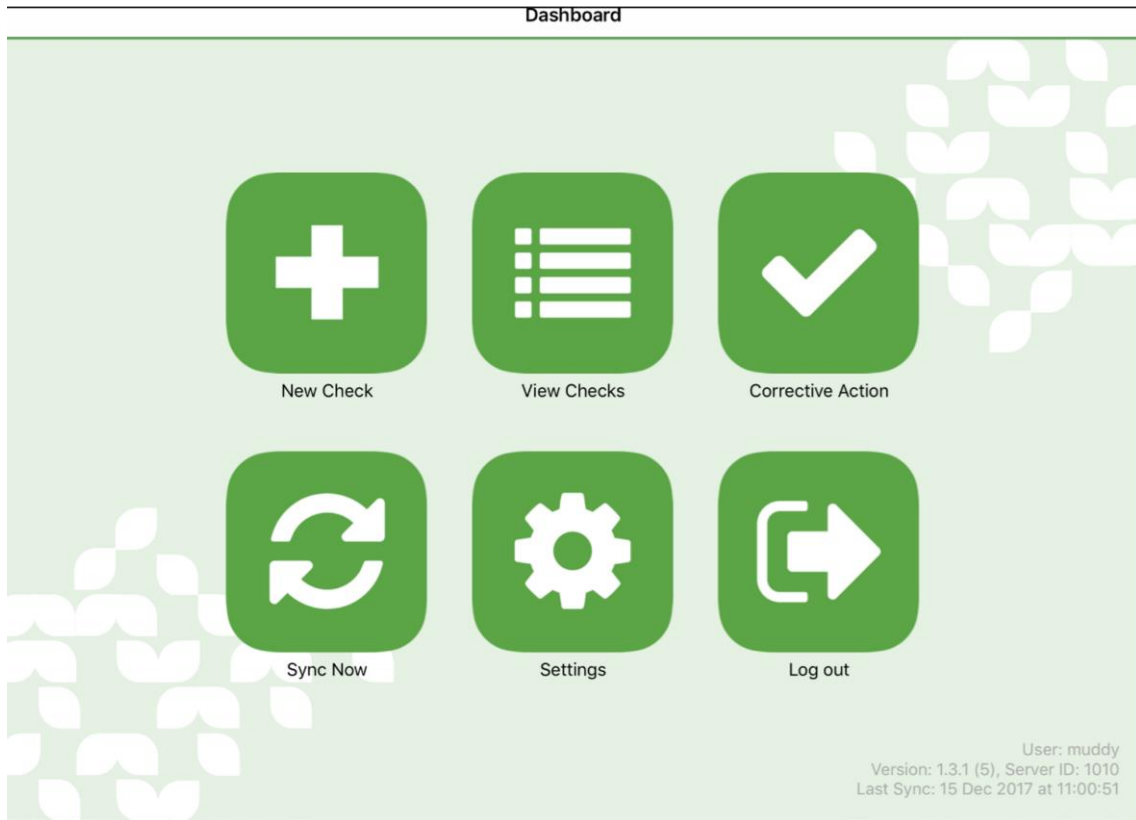 Dashboard
New Check
View Checks
Corrective Action
Sync Now
Settings
Log out
User: muddy
Version: 1.3.1 (5), Server ID: 1010
Last Sync: 15 Dec 2017 at 11:00:51